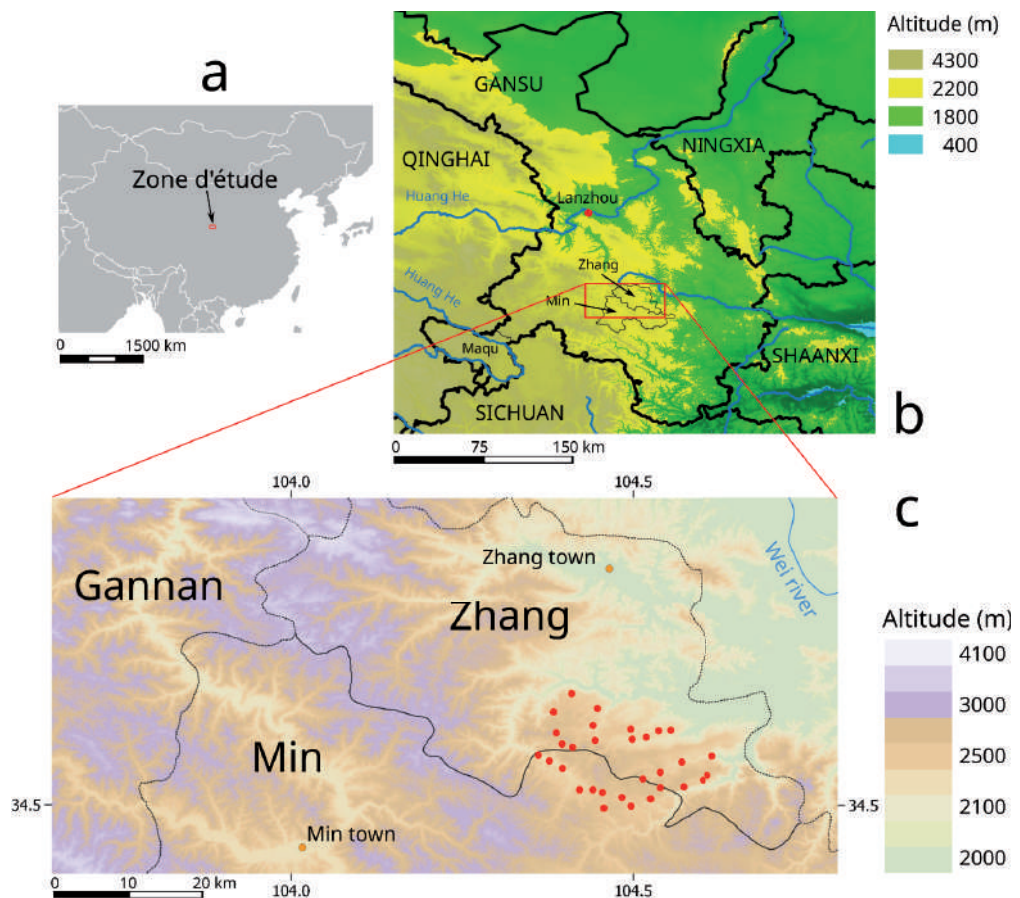 a
Zone d'étude
0 1500 km
Altitude (m)
4300
2200
1800
400
GANSU
QINGHAI
NINGXIA
Huang He
Lanzhou
Zhang
Huang He
Min
Maqu
SHAANXI
SICHUAN
b
0 75 150 km
104.0 104.5
c
Zhang town
Wei river
Gannan
Zhang
Altitude (m)
4100
3000
2500
2100
2000
Min
34.5 34.5
Min town
0 10 20 km
104.0 104.5